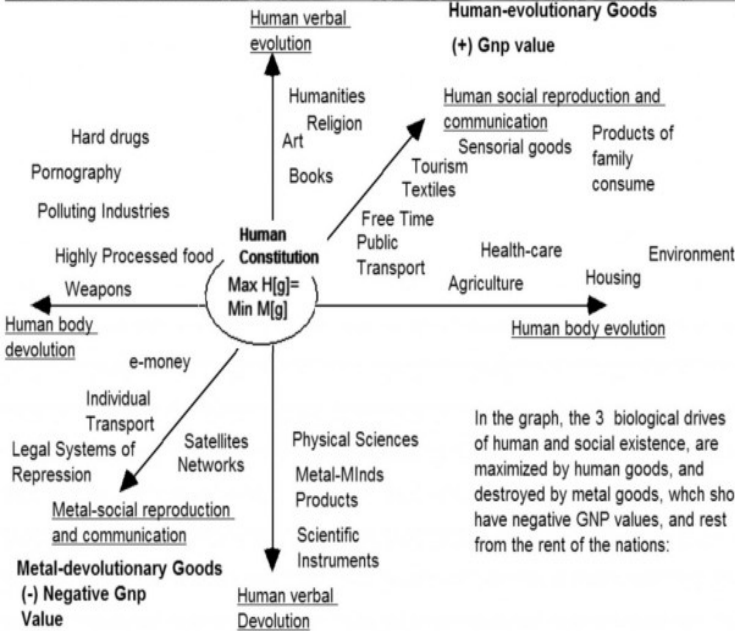 Human-evolutionary Goods
(+) Gnp value
Human verbal
evolution
Humanities
Religion
Art
Books
Human social reproduction and
communication
Sensorial goods
Products of
family
consume
Tourism
Textiles
Free Time
Public
Transport
Hard drugs
Pornography
Polluting Industries
Highly Processed food
Weapons
Human body
devolution
Human
Constitution
Max H[g]=
Min M[g]
Health-care
Environment
Housing
Agriculture
Human body evolution
e-money
Individual
Transport
Legal Systems of
Repression
Satellites
Networks
Metal-social reproduction
and communication
Metal-devolutionary Goods
(-) Negative Gnp
Value
Physical Sciences
Metal-MInds
Products
Scientific
Instruments
Human verbal
Devolution
In the graph, the 3 biological drives
of human and social existence, are
maximized by human goods, and
destroyed by metal goods, whch sho
have negative GNP values, and rest
from the rent of the nations: